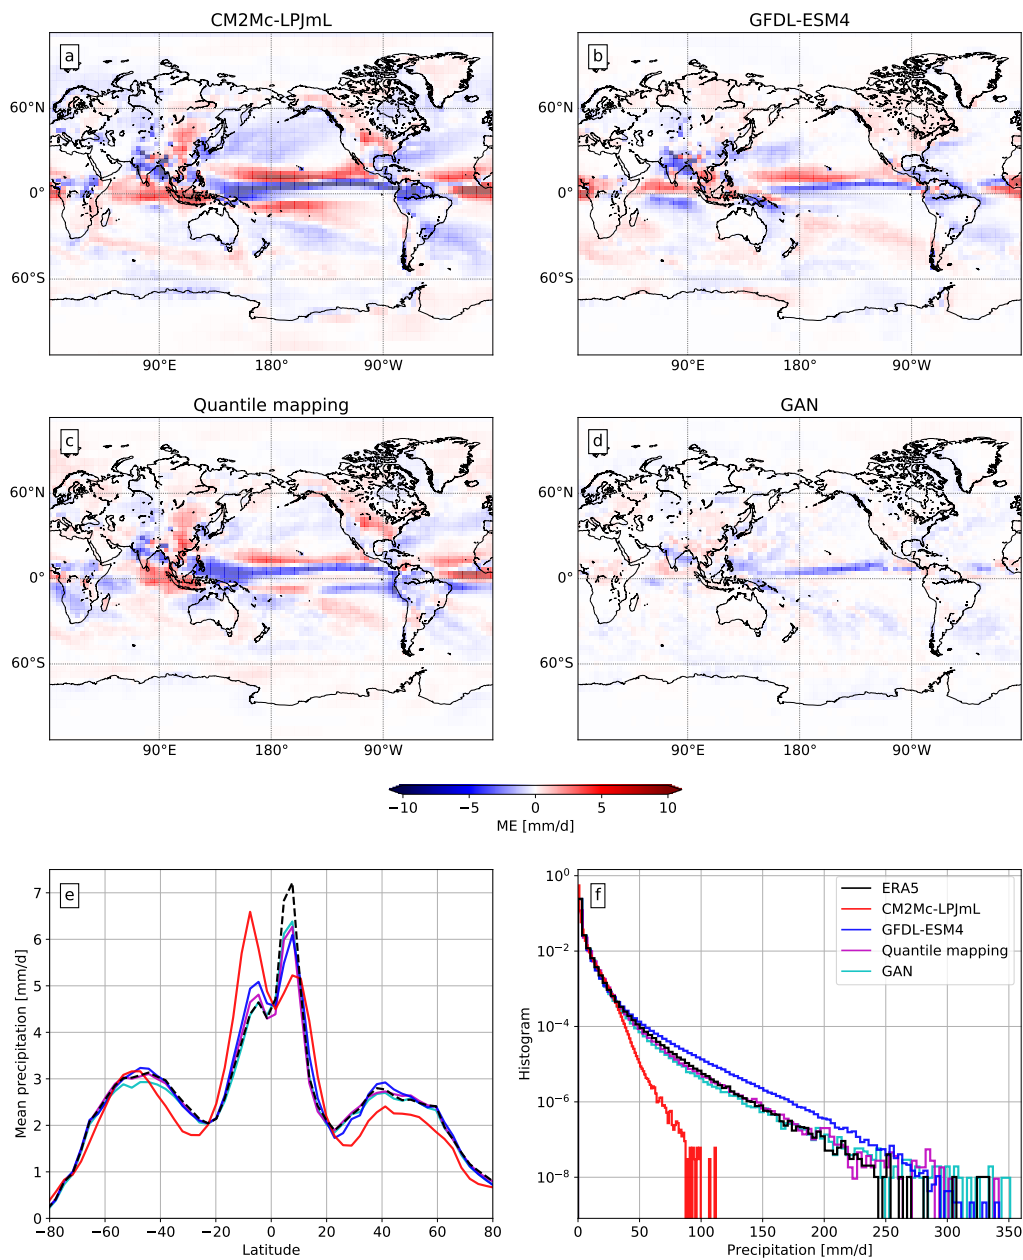 CM2Mc-LPJmL
GFDL-ESM4
a
b
60°N
0°
60°S
90°E
180°
90°W
60°N
0°
60°S
90°E
180°
90°W
Quantile mapping
GAN
c
d
60°N
0°
60°S
90°E
180°
90°W
60°N
0°
60°S
90°E
180°
90°W
−10
−5
0
5
10
ME [mm/d]
e
7
6
5
4
3
2
1
0
Mean precipitation [mm/d]
−80
−60
−40
−20
0
20
40
60
80
Latitude
f
ERA5
CM2Mc-LPJmL
GFDL-ESM4
Quantile mapping
GAN
10⁰
10⁻²
10⁻⁴
10⁻⁶
10⁻⁸
Histogram
0
50
100
150
200
250
300
350
Precipitation [mm/d]